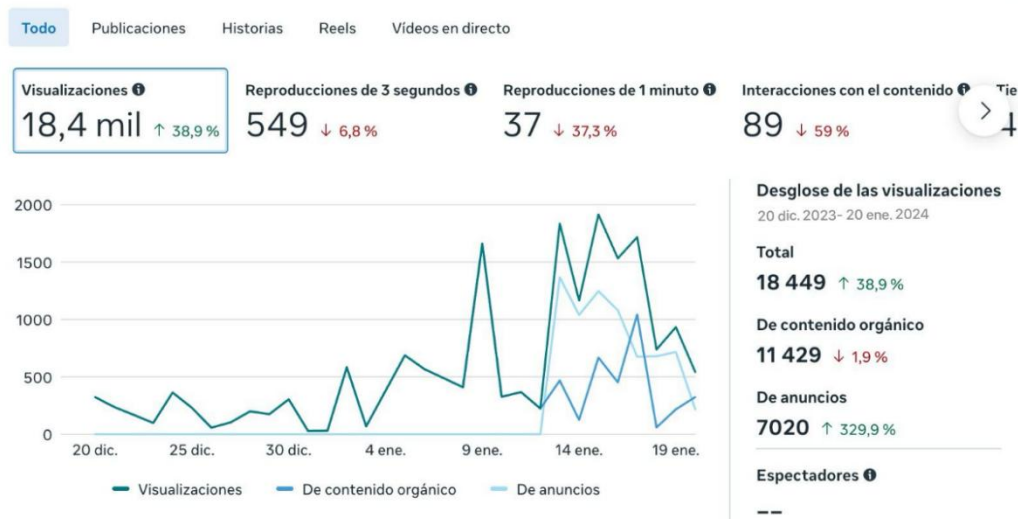 Todo Publicaciones Historias Reels Vídeos en directo
Visualizaciones
18,4 mil ↑ 38,9 %
Reproducciones de 3 segundos
549 ↓ 6,8 %
Reproducciones de 1 minuto
37 ↓ 37,3 %
Interacciones con el contenido
89 ↓ 59 %
2000
1500
1000
500
0
20 dic. 25 dic. 30 dic. 4 ene. 9 ene. 14 ene. 19 ene.
Visualizaciones De contenido orgánico De anuncios
Desglose de las visualizaciones
20 dic. 2023- 20 ene. 2024
Total
18 449 ↑ 38,9 %
De contenido orgánico
11 429 ↓ 1,9 %
De anuncios
7020 ↑ 329,9 %
Espectadores
--